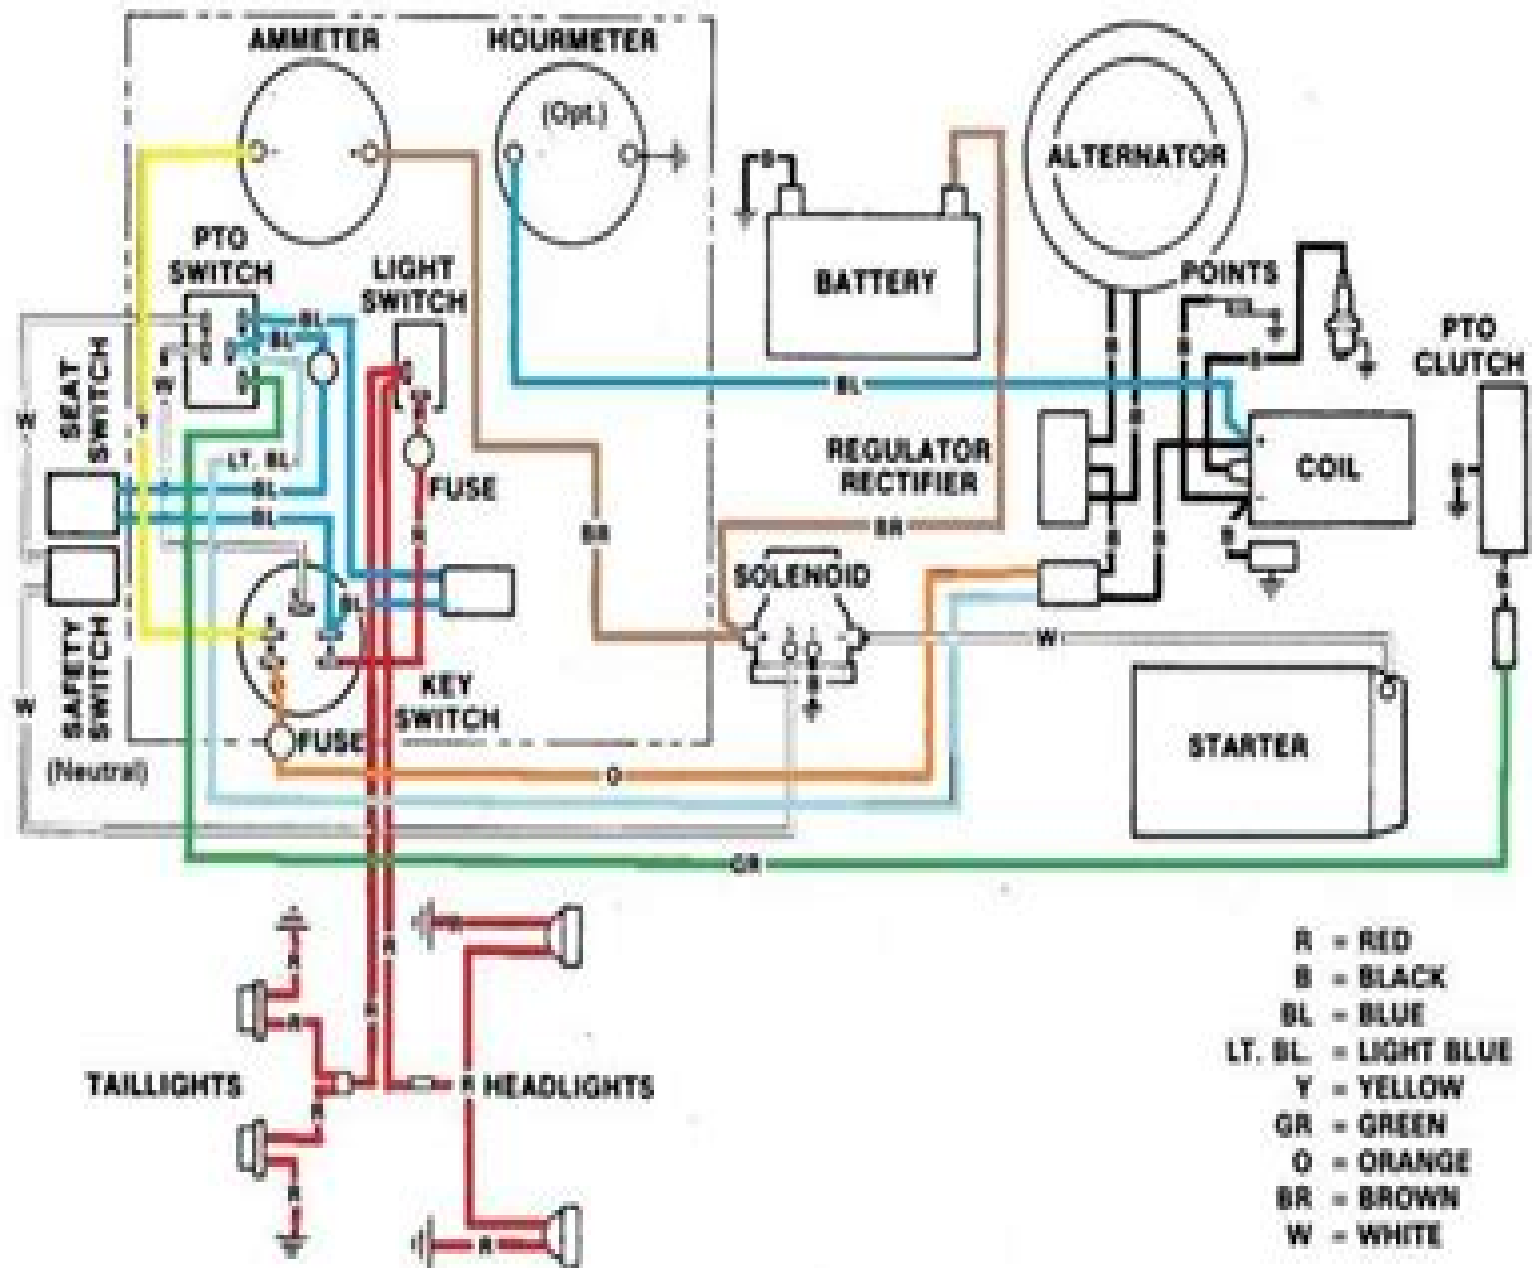 AMMETER
HOURMETER
(Opt.)
ALTERNATOR
B
BATTERY
POINTS
PTO
SWITCH
LIGHT
SWITCH
PTO
CLUTCH
BL
BL
B
B
B
B
W
W
SEAT
SWITCH
Y
BL
R
LT. BL
FUSE
BL
BL
REGULATOR
RECTIFIER
COIL
B
R
BR
BR
B
B
B
B
SOLENOID
BL
SAFETY
SWITCH
(Neutral)
W
O
KEY
SWITCH
FUSE
B
W
STARTER
O
GR
R
R
R
R
R
R
TAILLIGHTS
R
HEADLIGHTS
R
R
R
R = RED
B = BLACK
BL = BLUE
LT. BL. = LIGHT BLUE
Y = YELLOW
GR = GREEN
O = ORANGE
BR = BROWN
W = WHITE